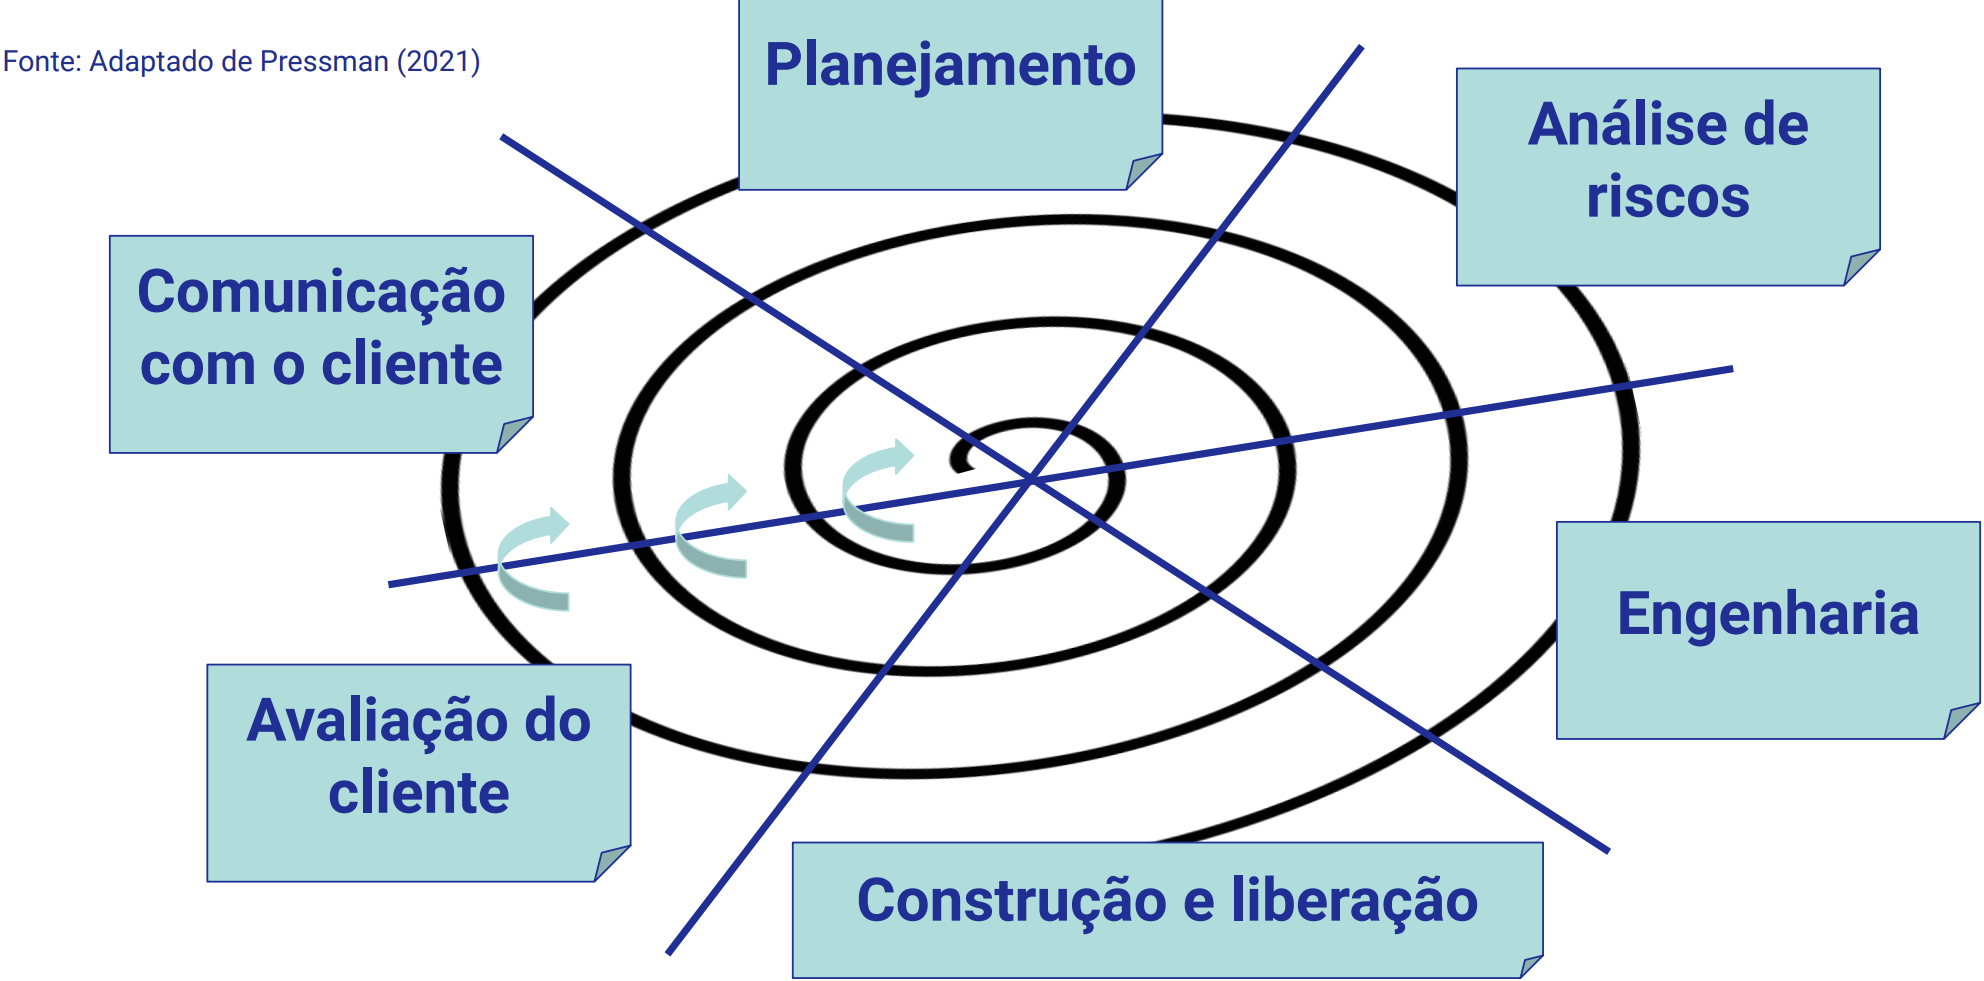 Fonte: Adaptado de Pressman (2021)
Planejamento
Análise de
riscos
Comunicação
com o cliente
Engenharia
Avaliação do
cliente
Construção e liberação